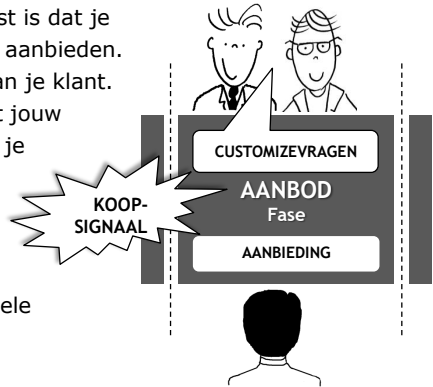 st is dat je
aanbieden.
an je klant.
t jouw
je
ele
CUSTOMIZEVRAGEN
AANBOD
Fase
AANBIEDING
KOOP-
SIGNAAL